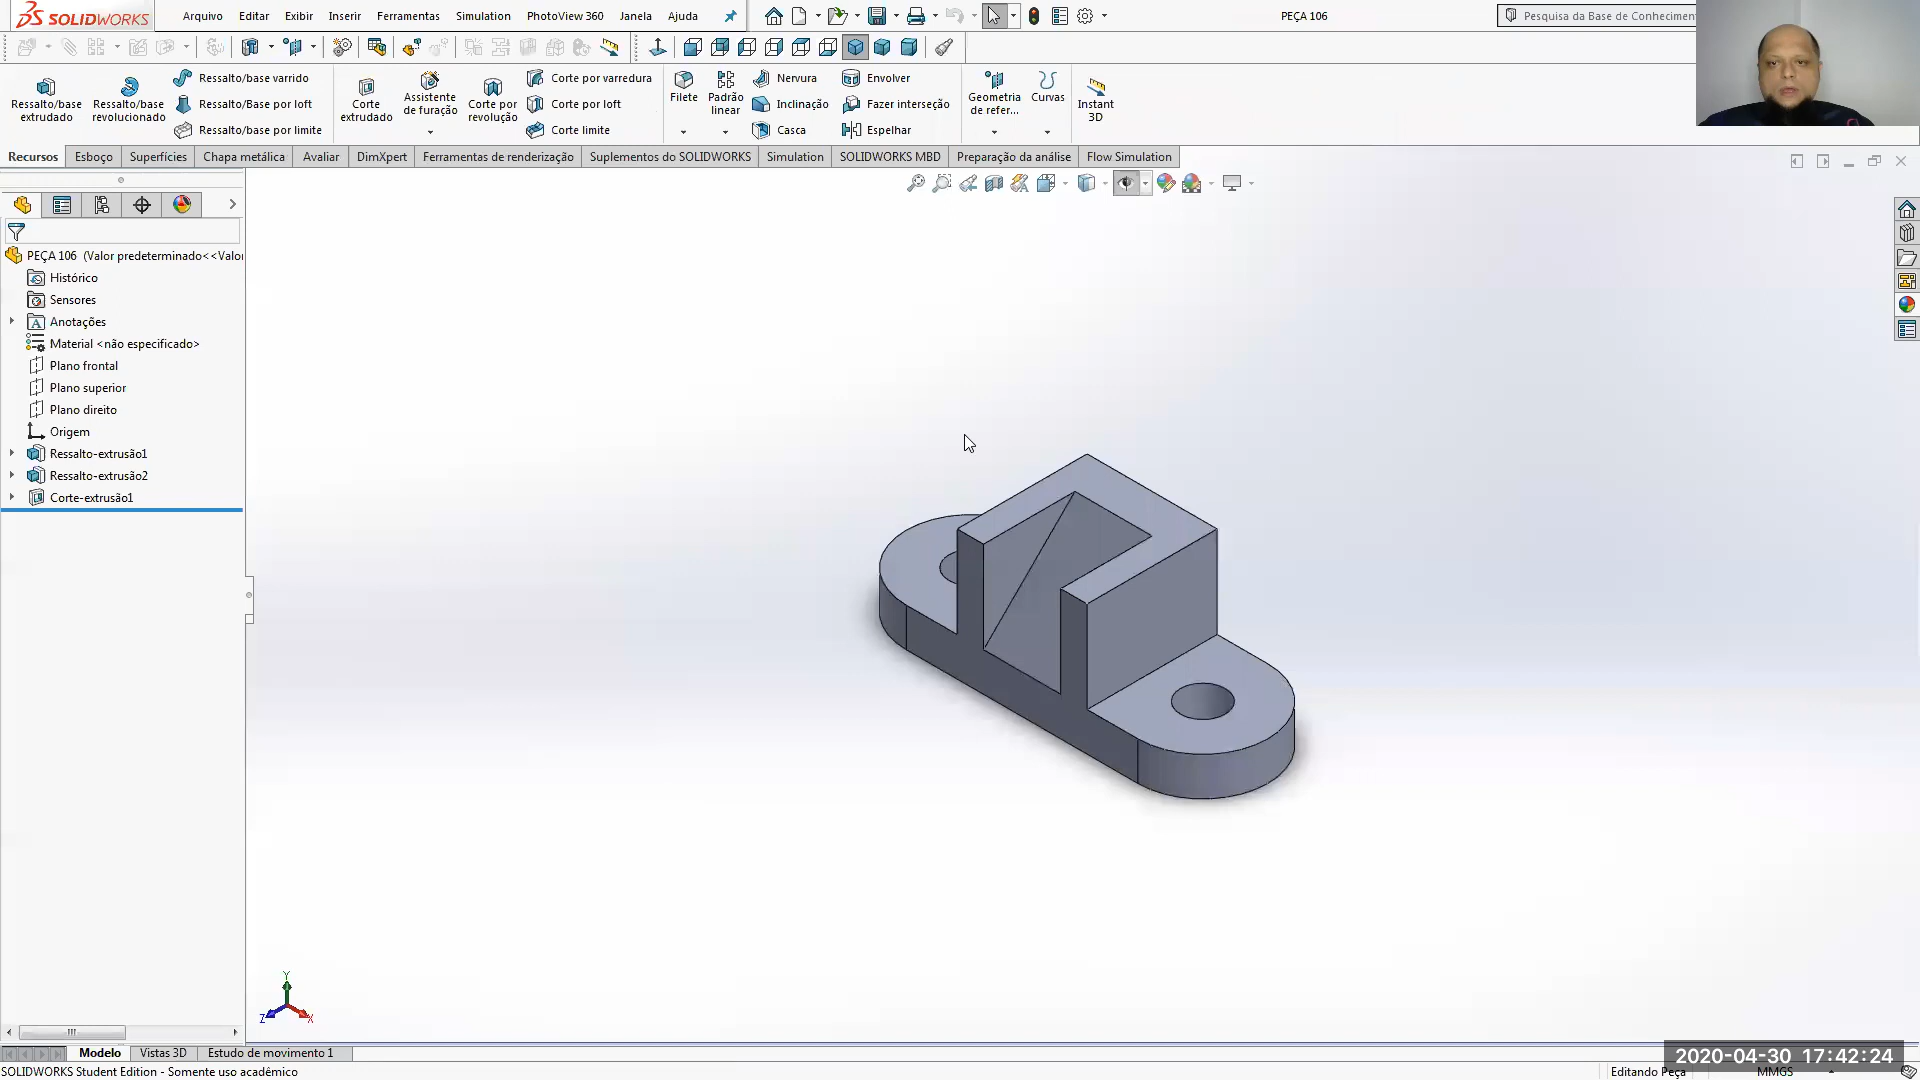 SOLIDWORKS
Arquivo Editar Exibir Inserir Ferramentas Simulation PhotoView 360 Janela Ajuda
PEÇA 106
Pesquisa da Base de Conhecimen
Ressalto/base extrudado
Ressalto/base revolucionado
Ressalto/base varrido
Ressalto/Base por loft
Ressalto/base por limite
Corte extrudado
Assistente de furação
Corte por revolução
Corte por varredura
Corte por loft
Corte limite
Filete
Padrão linear
Nervura
Inclinação
Casca
Envolver
Fazer interseção
Espelhar
Geometria de refer...
Curvas
Instant 3D
Recursos Esboço Superfícies Chapa metálica Avaliar DimXpert Ferramentas de renderização Suplementos do SOLIDWORKS Simulation SOLIDWORKS MBD Preparação da análise Flow Simulation
PEÇA 106 (Valor predeterminado<<Valor
Histórico
Sensores
A Anotações
Material <não especificado>
Plano frontal
Plano superior
Plano direito
Origem
Ressalto-extrusão1
Ressalto-extrusão2
Corte-extrusão1
Y
Z
X
Modelo Vistas 3D Estudo de movimento 1
2020-04-30 17:42:24
SOLIDWORKS Student Edition - Somente uso acadêmico
Editando Peça
MMGS